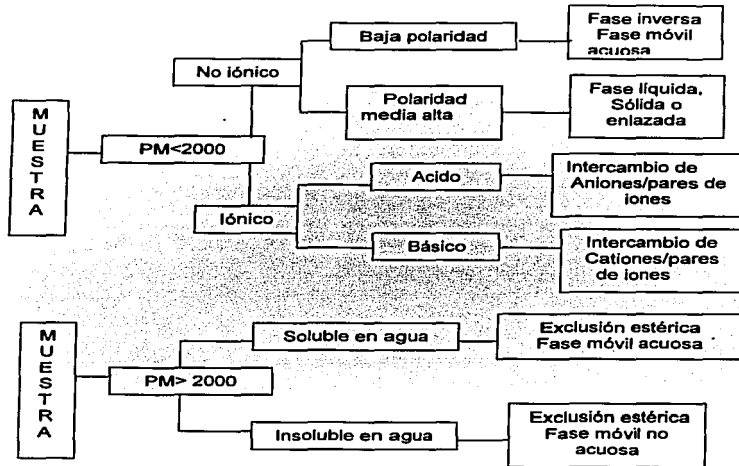 Fase inversa
Fase móvil
acuosa
Baja polaridad
No iónico
Polaridad
media alta
Fase líquida,
Sólida o
enlazada
M
U
E
S
T
R
A
PM<2000
Acido
Intercambio de
Aniones/pares de
iones
Iónico
Básico
Intercambio de
Cationes/pares
de iones
M
U
E
S
T
R
A
Soluble en agua
Exclusión estérica
Fase móvil acuosa
PM> 2000
Insoluble en agua
Exclusión estérica
Fase móvil no
acuosa